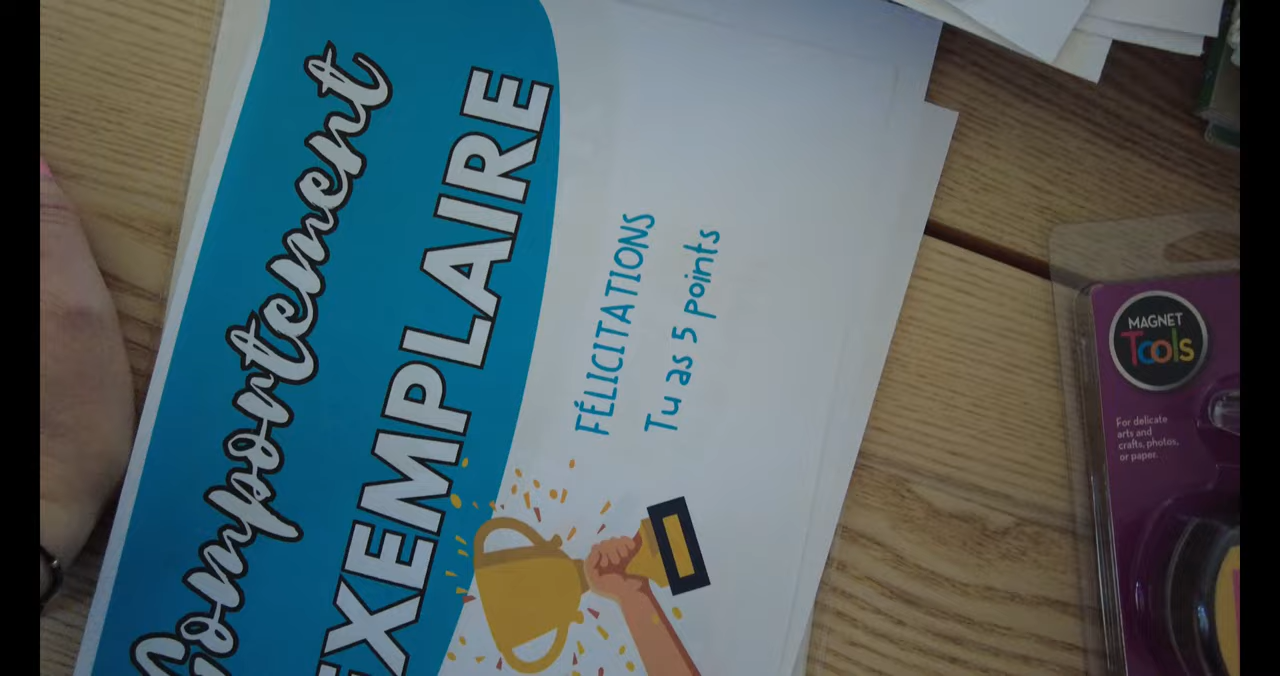 Comportement
EXEMPLAIRE
FÉLICITATIONS
Tu as 5 points
MAGNET
Tools
For delicate
arts and
crafts, photos,
or paper.